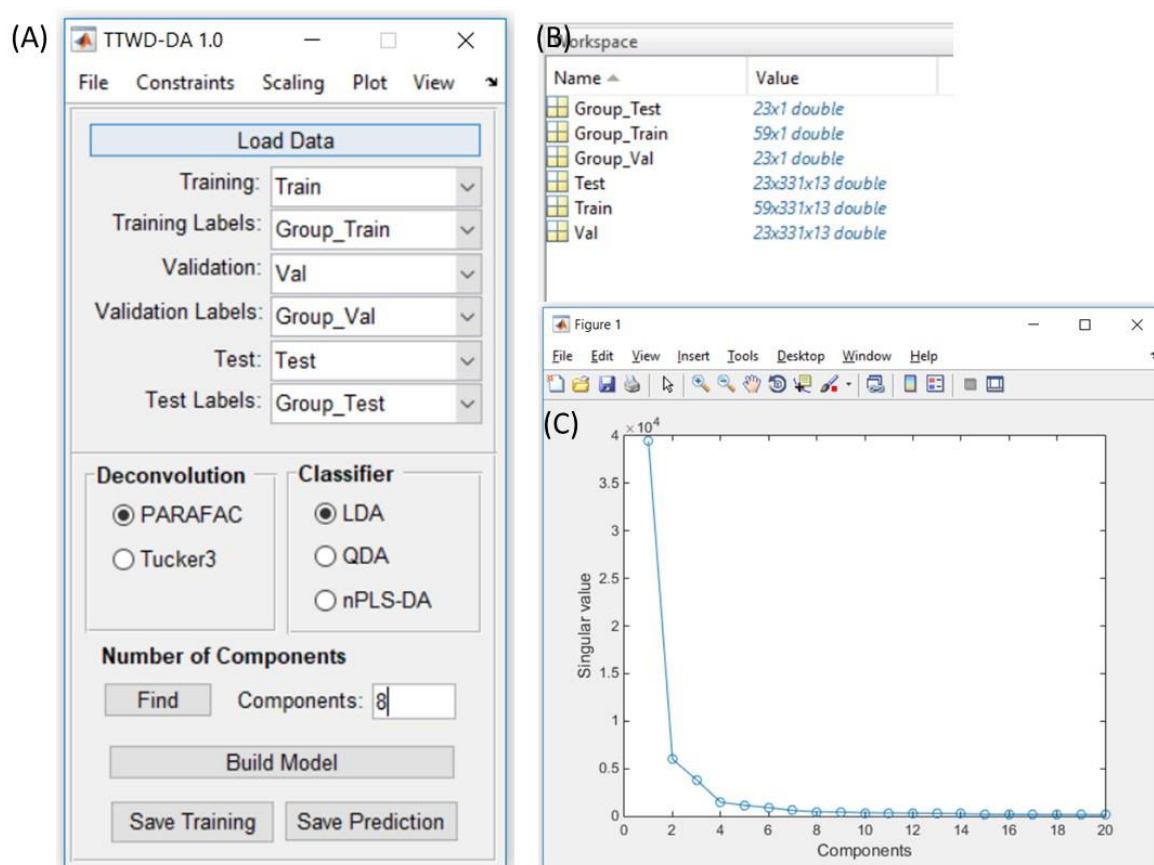 (A)
TTWD-DA 1.0
File Constraints Scaling Plot View
Load Data
Training: Train
Training Labels: Group_Train
Validation: Val
Validation Labels: Group_Val
Test: Test
Test Labels: Group_Test
Deconvolution
PARAFAC
Tucker3
Classifier
LDA
QDA
nPLS-DA
Number of Components
Find Components: 8
Build Model
Save Training Save Prediction
(B)
Workspace
Name Value
Group_Test 23x1 double
Group_Train 59x1 double
Group_Val 23x1 double
Test 23x331x13 double
Train 59x331x13 double
Val 23x331x13 double
Figure 1
File Edit View Insert Tools Desktop Window Help
(C)
× 10⁴
4
3.5
3
2.5
2
1.5
1
0.5
0
Singular value
0 2 4 6 8 10 12 14 16 18 20
Components